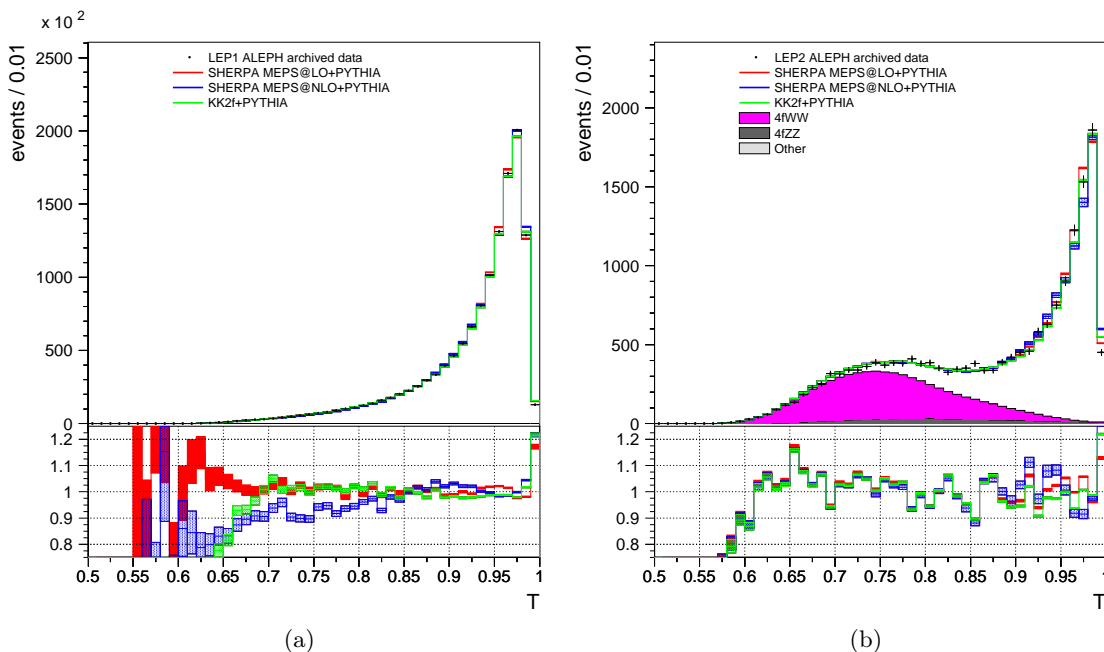 x 10²
events / 0.01
2500
2000
1500
1000
500
0
LEP1 ALEPH archived data
SHERPA MEPS@LO+PYTHIA
SHERPA MEPS@NLO+PYTHIA
KK2f+PYTHIA
1.2
1.1
1
0.9
0.8
0.5 0.55 0.6 0.65 0.7 0.75 0.8 0.85 0.9 0.95 1
T
(a)
events / 0.01
2000
1500
1000
500
0
LEP2 ALEPH archived data
SHERPA MEPS@LO+PYTHIA
SHERPA MEPS@NLO+PYTHIA
KK2f+PYTHIA
4fWW
4fZZ
Other
1.2
1.1
1
0.9
0.8
0.5 0.55 0.6 0.65 0.7 0.75 0.8 0.85 0.9 0.95 1
T
(b)